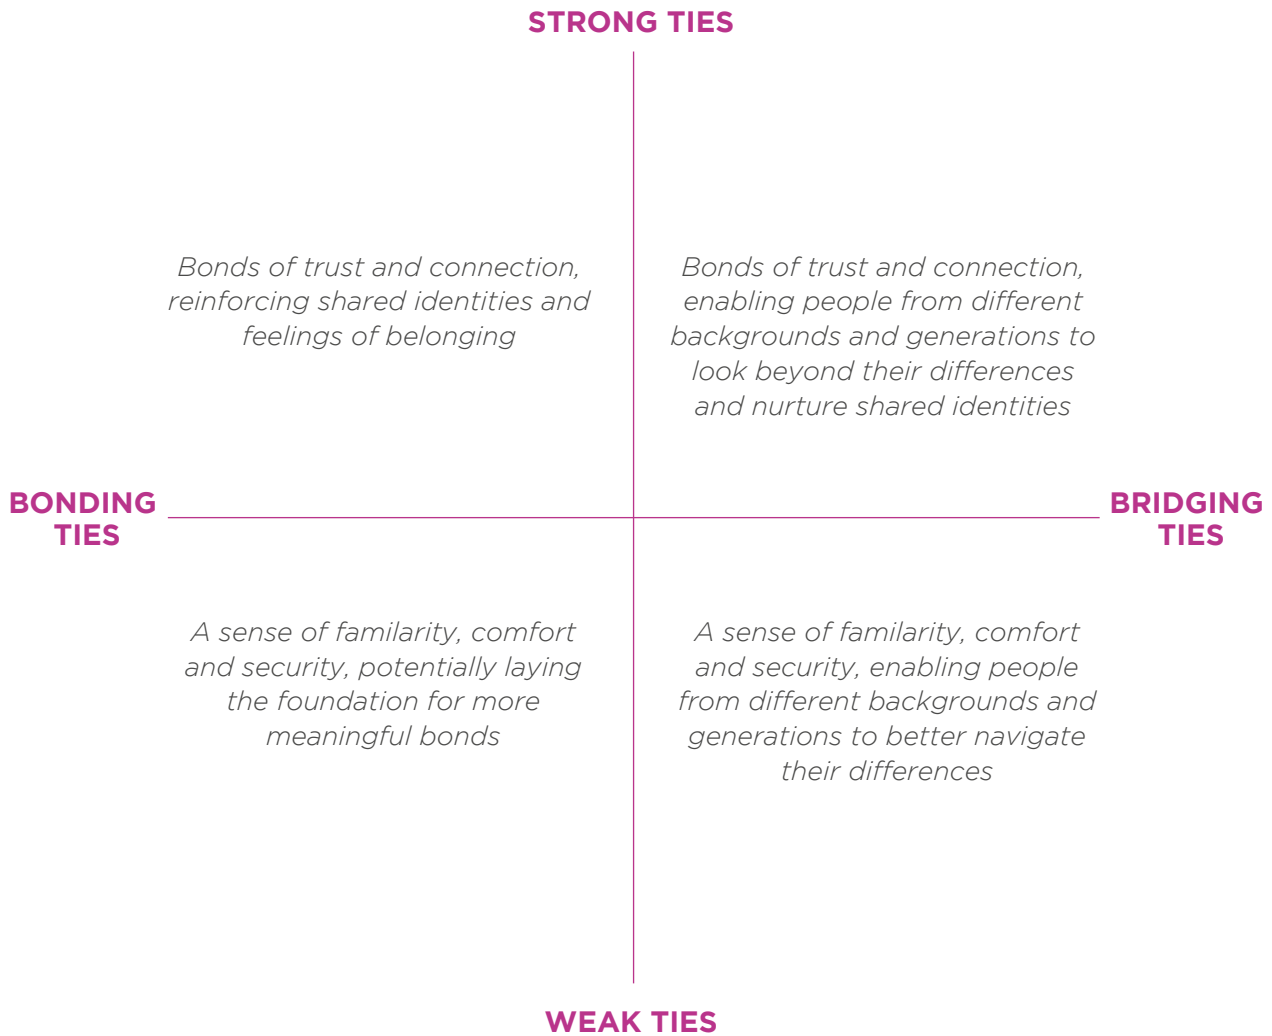 STRONG TIES
Bonds of trust and connection,
reinforcing shared identities and
feelings of belonging
Bonds of trust and connection,
enabling people from different
backgrounds and generations to
look beyond their differences
and nurture shared identities
BONDING
TIES
BRIDGING
TIES
A sense of familarity, comfort
and security, potentially laying
the foundation for more
meaningful bonds
A sense of familarity, comfort
and security, enabling people
from different backgrounds and
generations to better navigate
their differences
WEAK TIES